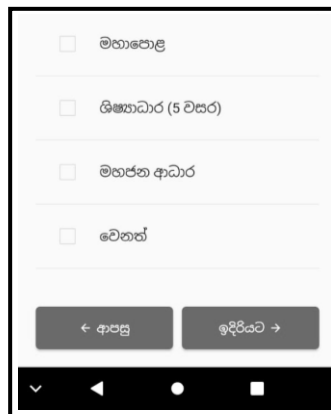 මහාපොළ
ශිෂ්‍යාධාර (5 වසර)
මහජන ආධාර
වෙනත්
← ආපසු
ඉදිරියට →